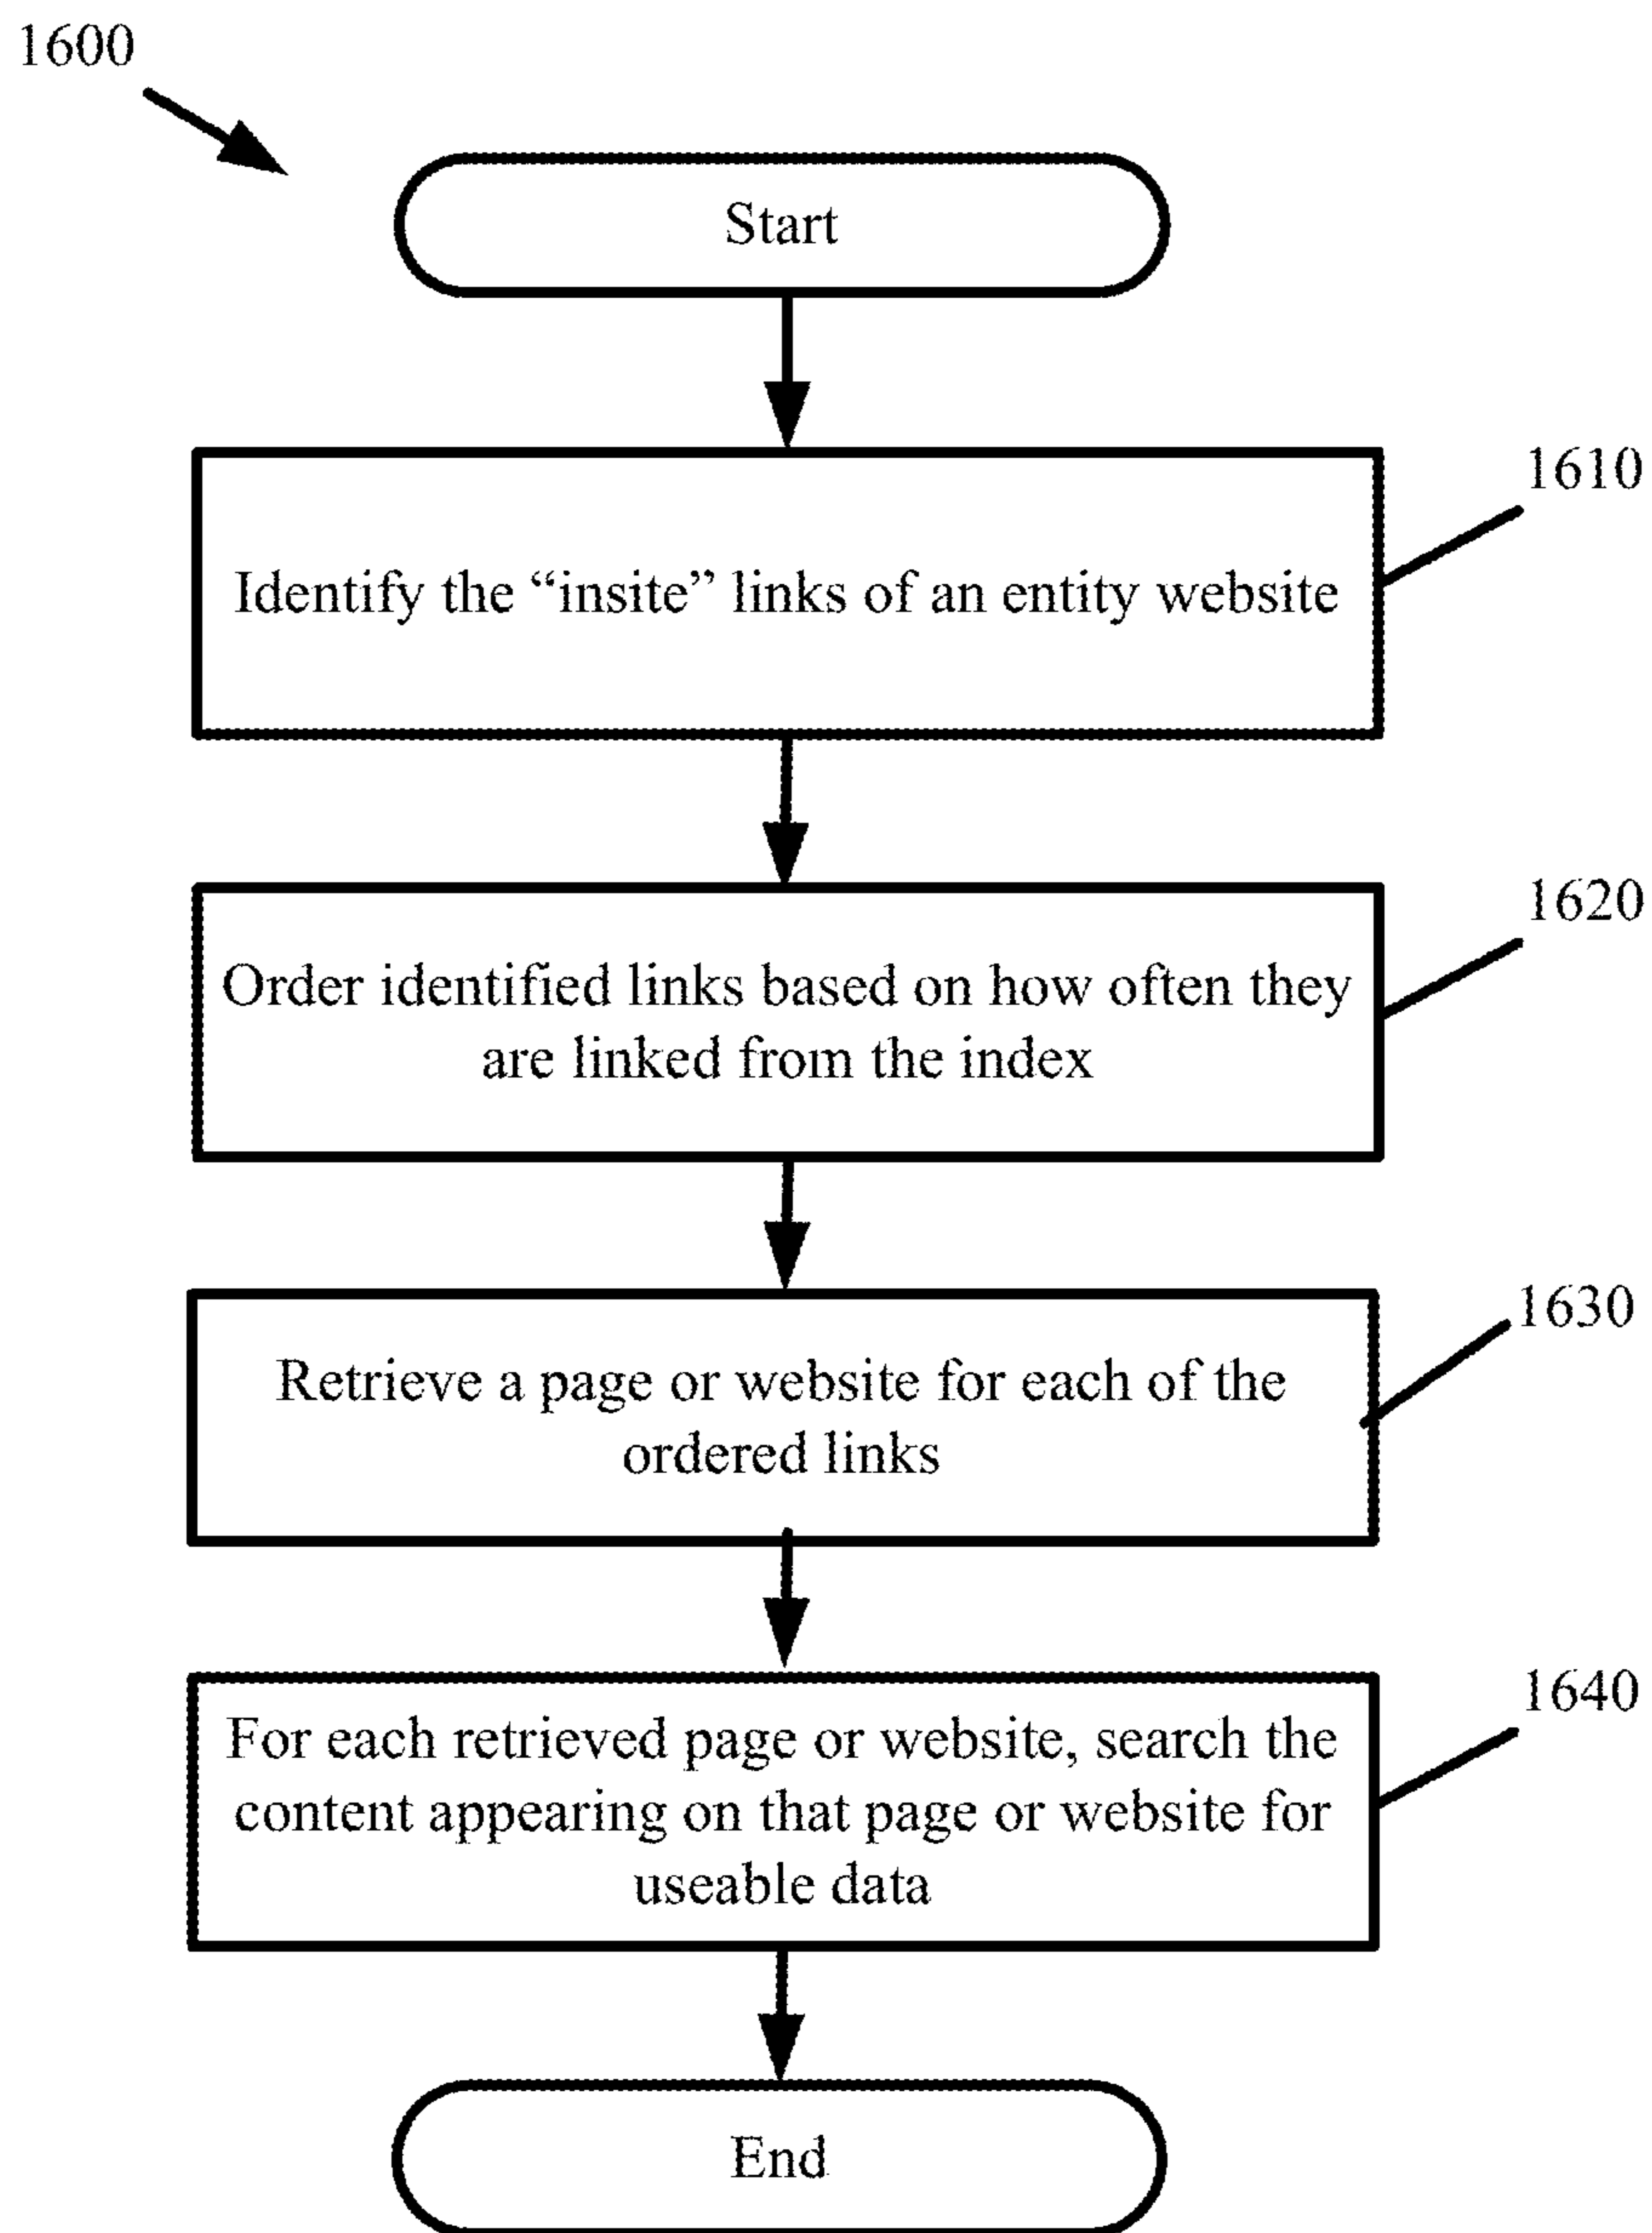 1600
Start
1610
Identify the “insite” links of an entity website
1620
Order identified links based on how often they
are linked from the index
1630
Retrieve a page or website for each of the
ordered links
1640
For each retrieved page or website, search the
content appearing on that page or website for
useable data
End